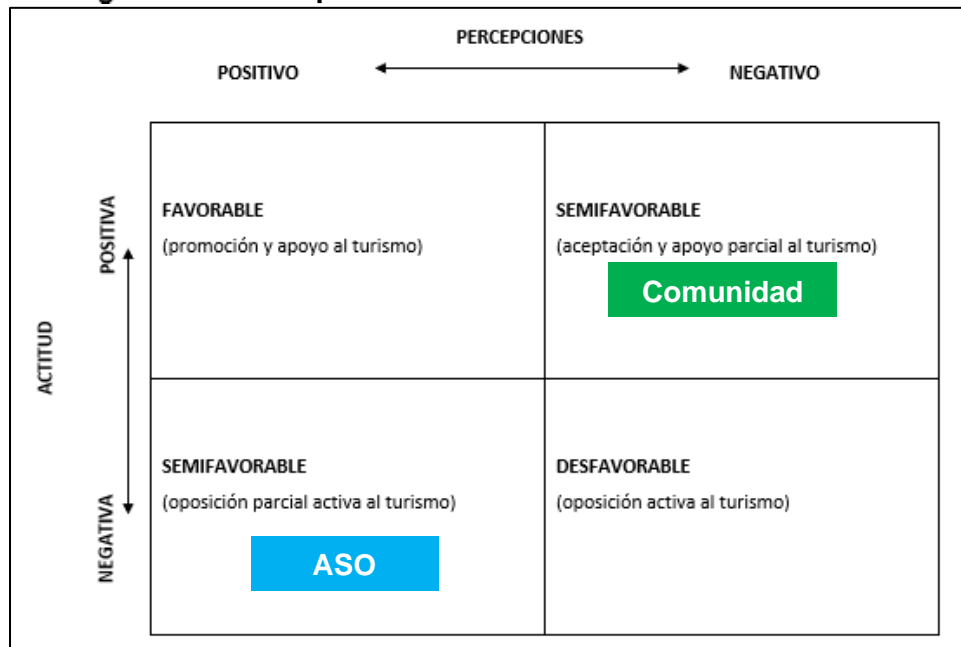 PERCEPCIONES
POSITIVO NEGATIVO
ACTITUD
POSITIVA
NEGATIVA
FAVORABLE
(promoción y apoyo al turismo)
SEMIFAVORABLE
(aceptación y apoyo parcial al turismo)
Comunidad
SEMIFAVORABLE
(oposición parcial activa al turismo)
ASO
DESFAVORABLE
(oposición activa al turismo)